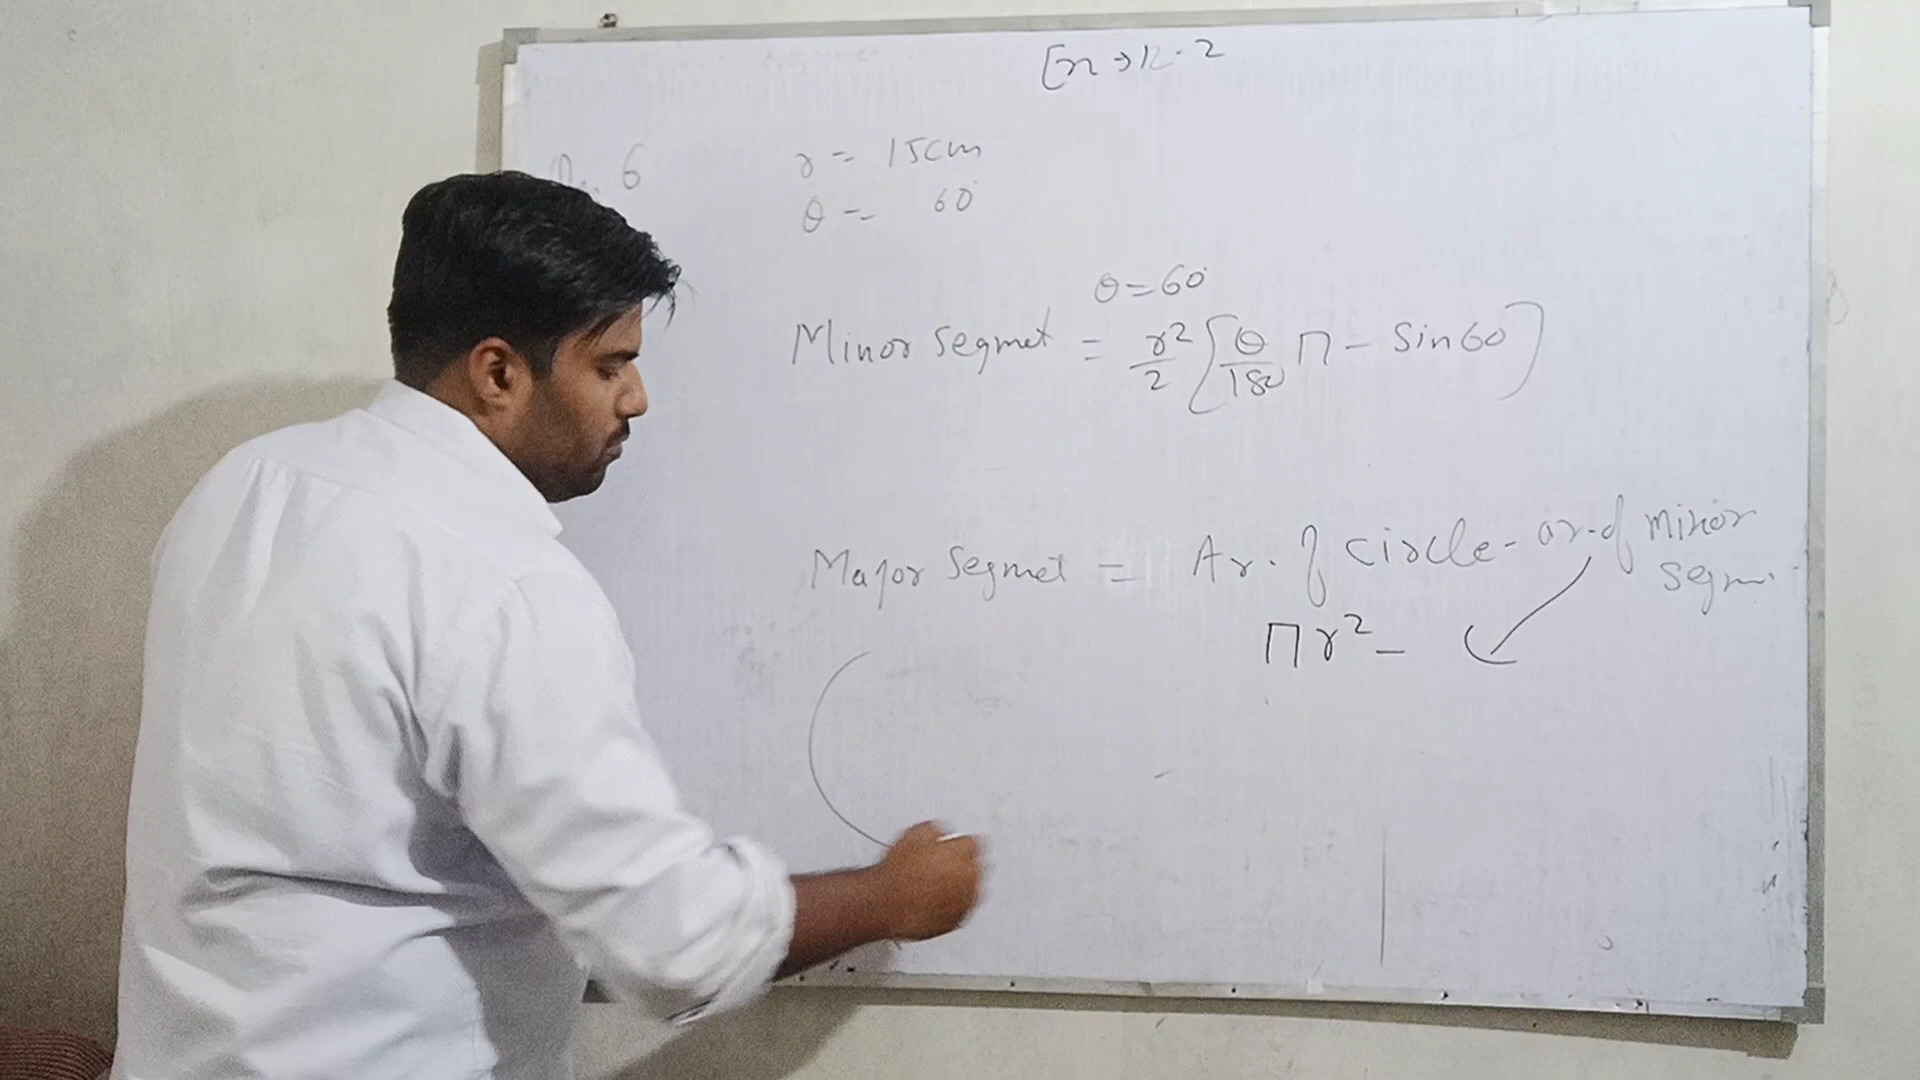 Ex → 12.2
6
r = 15cm
θ = 60°
θ = 60°
Minor segmet = r²/2 [θ/180 π - Sin60]
Major Segmet = Ar. of circle - ar. of minor
segm.
πr² -